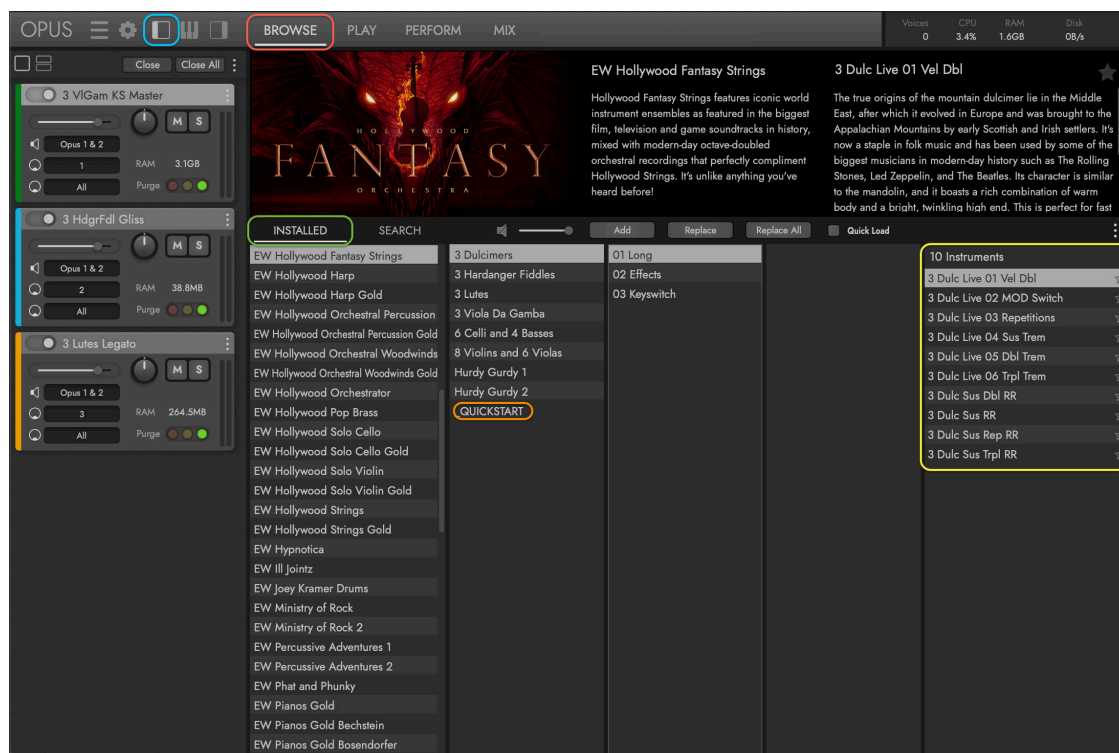 OPUS
BROWSE PLAY PERFORM MIX
Voices CPU RAM Disk
0 3.4% 1.6GB 0B/s
Close Close All
3 VlGam KS Master
M S
Opus 1 & 2
1 RAM 3.1GB
All Purge
3 HdgrFdl Gliss
M S
Opus 1 & 2
2 RAM 38.8MB
All Purge
3 Lutes Legato
M S
Opus 1 & 2
3 RAM 264.5MB
All Purge
HOLLYWOOD
FANTASY
ORCHESTRA
EW Hollywood Fantasy Strings
Hollywood Fantasy Strings features iconic world
instrument ensembles as featured in the biggest
film, television and game soundtracks in history,
mixed with modern-day octave-doubled
orchestral recordings that perfectly compliment
Hollywood Strings. It's unlike anything you've
heard before!
3 Dulc Live 01 Vel Dbl
The true origins of the mountain dulcimer lie in the Middle
East, after which it evolved in Europe and was brought to the
Appalachian Mountains by early Scottish and Irish settlers. It's
now a staple in folk music and has been used by some of the
biggest musicians in modern-day history such as The Rolling
Stones, Led Zeppelin, and The Beatles. Its character is similar
to the mandolin, and it boasts a rich combination of warm
body and a bright, twinkling high end. This is perfect for fast
INSTALLED SEARCH Add Replace Replace All Quick Load
EW Hollywood Fantasy Strings
EW Hollywood Harp
EW Hollywood Harp Gold
EW Hollywood Orchestral Percussion
EW Hollywood Orchestral Percussion Gold
EW Hollywood Orchestral Woodwinds
EW Hollywood Orchestral Woodwinds Gold
EW Hollywood Orchestrator
EW Hollywood Pop Brass
EW Hollywood Solo Cello
EW Hollywood Solo Cello Gold
EW Hollywood Solo Violin
EW Hollywood Solo Violin Gold
EW Hollywood Strings
EW Hollywood Strings Gold
EW Hypnotica
EW Ill Jointz
EW Joey Kramer Drums
EW Ministry of Rock
EW Ministry of Rock 2
EW Percussive Adventures 1
EW Percussive Adventures 2
EW Phat and Phunky
EW Pianos Gold
EW Pianos Gold Bechstein
EW Pianos Gold Bosendorfer
3 Dulcimers
3 Hardanger Fiddles
3 Lutes
3 Viola Da Gamba
6 Celli and 4 Basses
8 Violins and 6 Violas
Hurdy Gurdy 1
Hurdy Gurdy 2
QUICKSTART
01 Long
02 Effects
03 Keyswitch
10 Instruments
3 Dulc Live 01 Vel Dbl
3 Dulc Live 02 MOD Switch
3 Dulc Live 03 Repetitions
3 Dulc Live 04 Sus Trem
3 Dulc Live 05 Dbl Trem
3 Dulc Live 06 Trpl Trem
3 Dulc Sus Dbl RR
3 Dulc Sus RR
3 Dulc Sus Rep RR
3 Dulc Sus Trpl RR